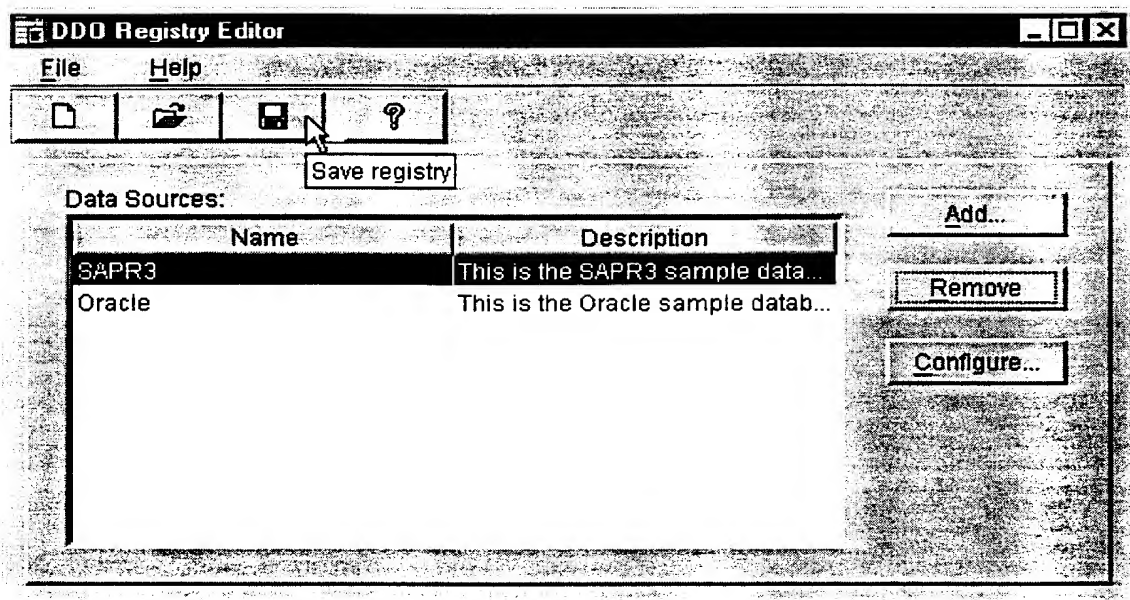 DDO Registry Editor
File Help
?
Save registry
Data Sources:
Name Description
SAPR3 This is the SAPR3 sample data...
Oracle This is the Oracle sample datab...
Add...
Remove
Configure...